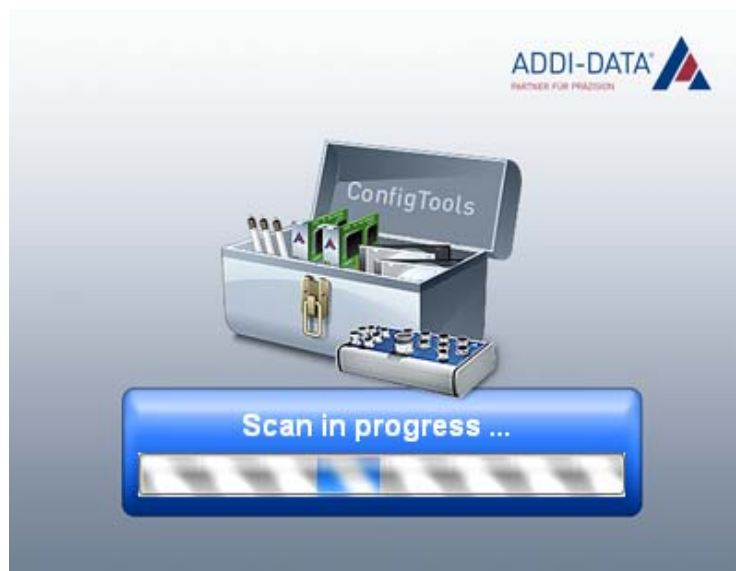 ADDI-DATA®
PARTNER FÜR PRÄZISION
ConfigTools
Scan in progress ...